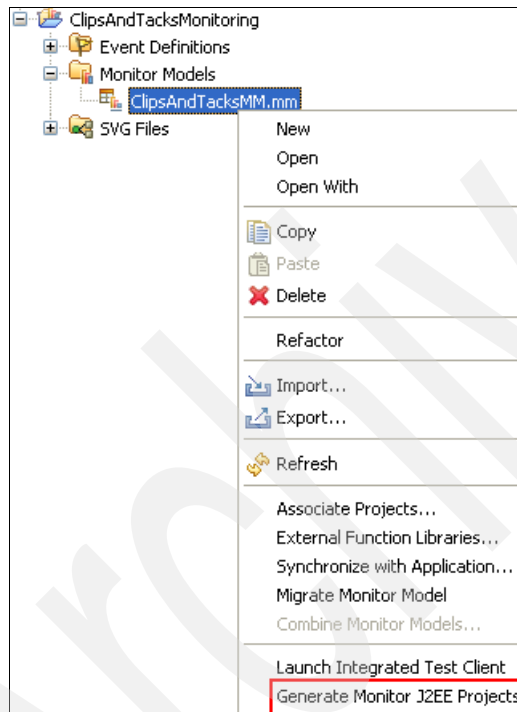 ClipsAndTacksMonitoring
Event Definitions
Monitor Models
ClipsAndTacksMM.mm
SVG Files
New
Open
Open With
Copy
Paste
Delete
Refactor
Import...
Export...
Refresh
Associate Projects...
External Function Libraries...
Synchronize with Application...
Migrate Monitor Model
Combine Monitor Models...
Launch Integrated Test Client
Generate Monitor J2EE Projects